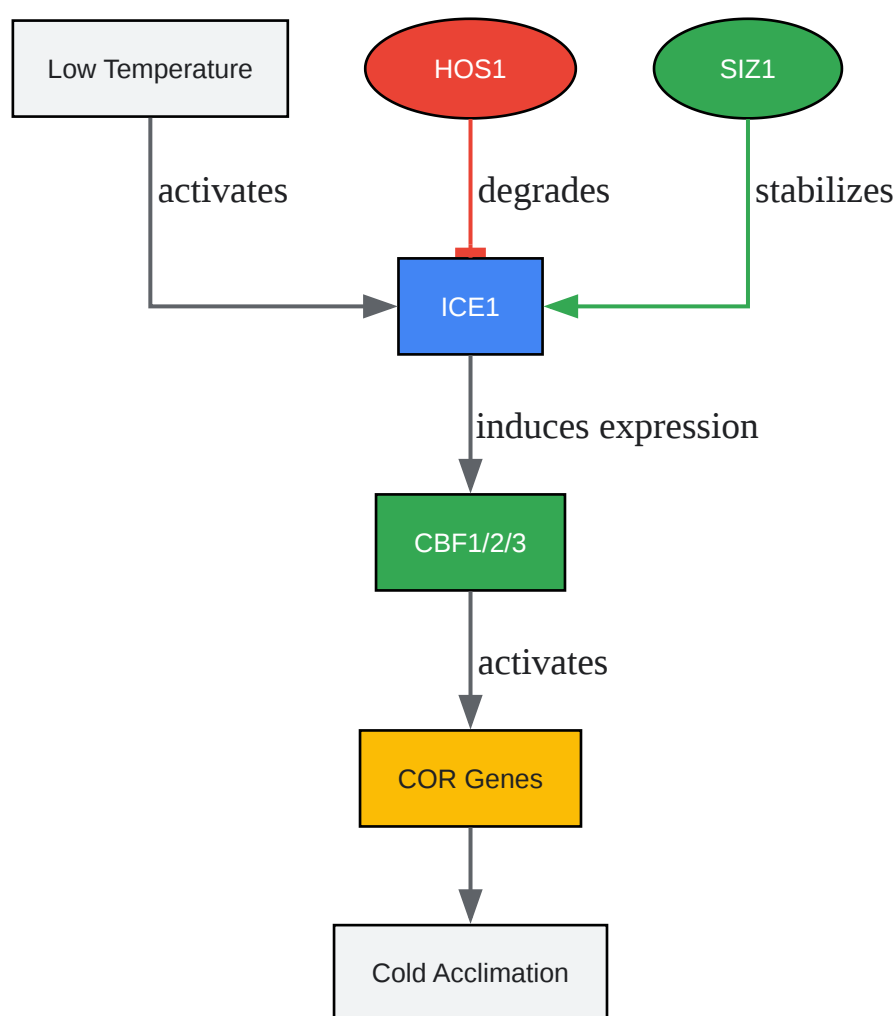 Low Temperature
HOS1
SIZ1
activates
degrades
stabilizes
ICE1
induces expression
CBF1/2/3
activates
COR Genes
Cold Acclimation